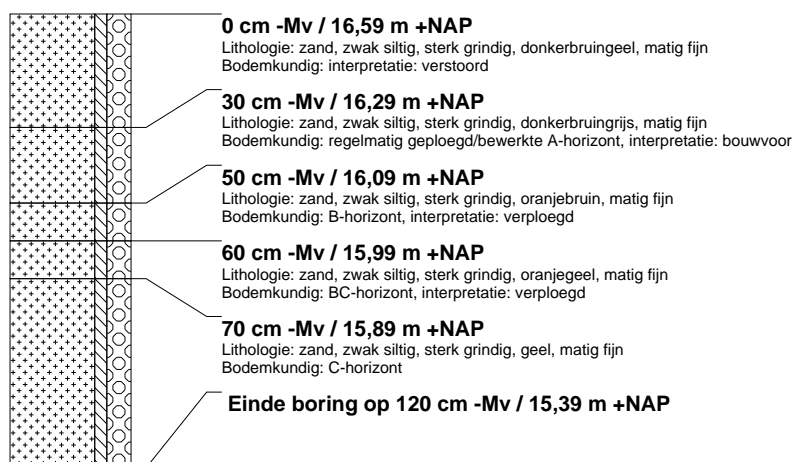 0 cm -Mv / 16,59 m +NAP
Lithologie: zand, zwak siltig, sterk grindig, donkerbruingeel, matig fijn
Bodemkundig: interpretatie: verstoord
30 cm -Mv / 16,29 m +NAP
Lithologie: zand, zwak siltig, sterk grindig, donkerbruingrijs, matig fijn
Bodemkundig: regelmatig geploegd/bewerkte A-horizont, interpretatie: bouwvoor
50 cm -Mv / 16,09 m +NAP
Lithologie: zand, zwak siltig, sterk grindig, oranjebruin, matig fijn
Bodemkundig: B-horizont, interpretatie: verploegd
60 cm -Mv / 15,99 m +NAP
Lithologie: zand, zwak siltig, sterk grindig, oranjegeel, matig fijn
Bodemkundig: BC-horizont, interpretatie: verploegd
70 cm -Mv / 15,89 m +NAP
Lithologie: zand, zwak siltig, sterk grindig, geel, matig fijn
Bodemkundig: C-horizont
Einde boring op 120 cm -Mv / 15,39 m +NAP